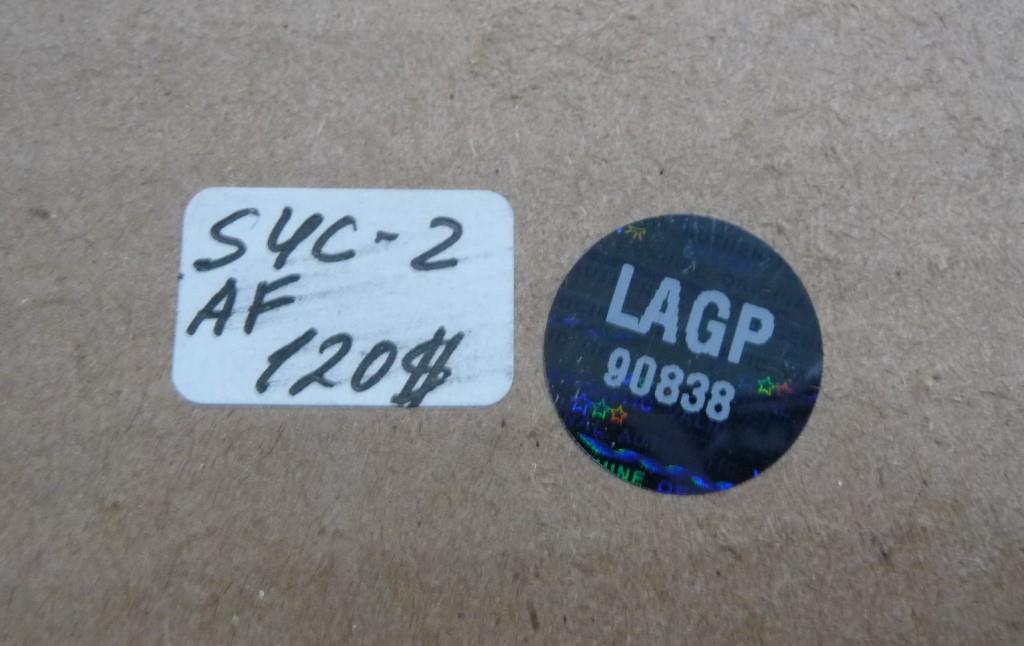 SYC-2
AF
120$
LAGP
90838